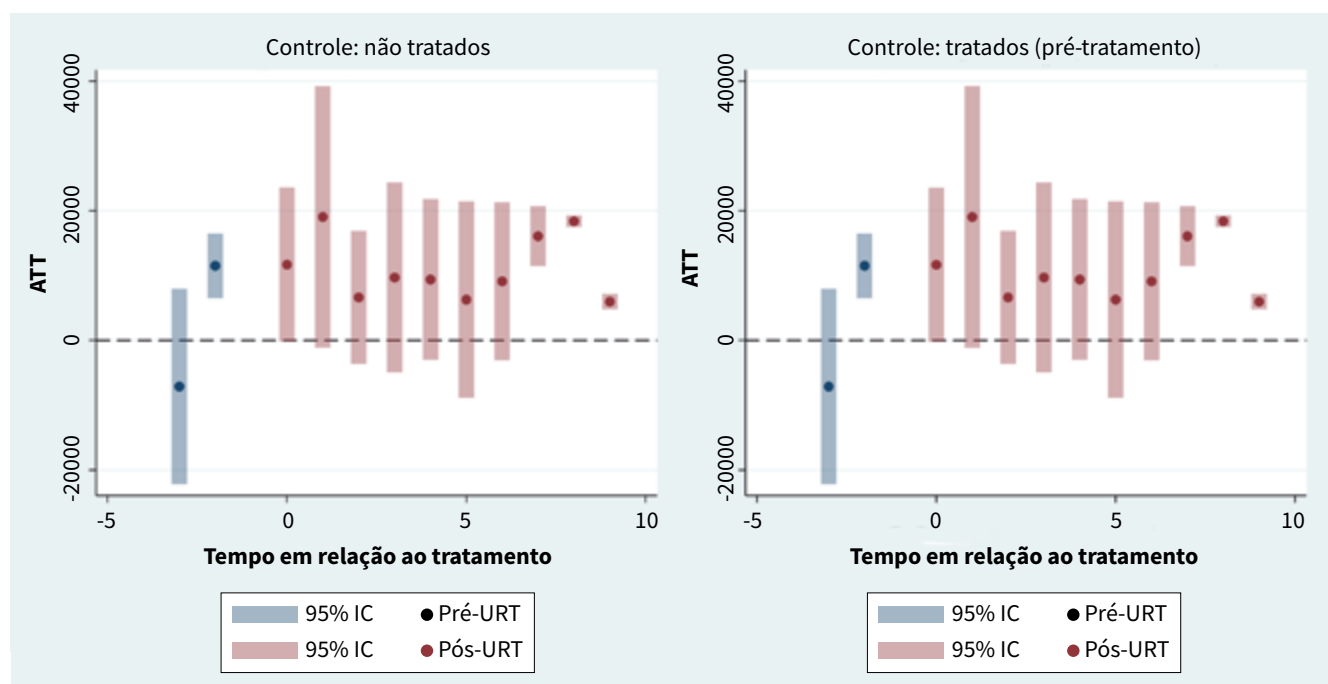 Controle: não tratados
40000
20000
0
-20000
ATT
-5 0 5 10
Tempo em relação ao tratamento
95% IC Pré-URT
95% IC Pós-URT
Controle: tratados (pré-tratamento)
40000
20000
0
-20000
ATT
-5 0 5 10
Tempo em relação ao tratamento
95% IC Pré-URT
95% IC Pós-URT